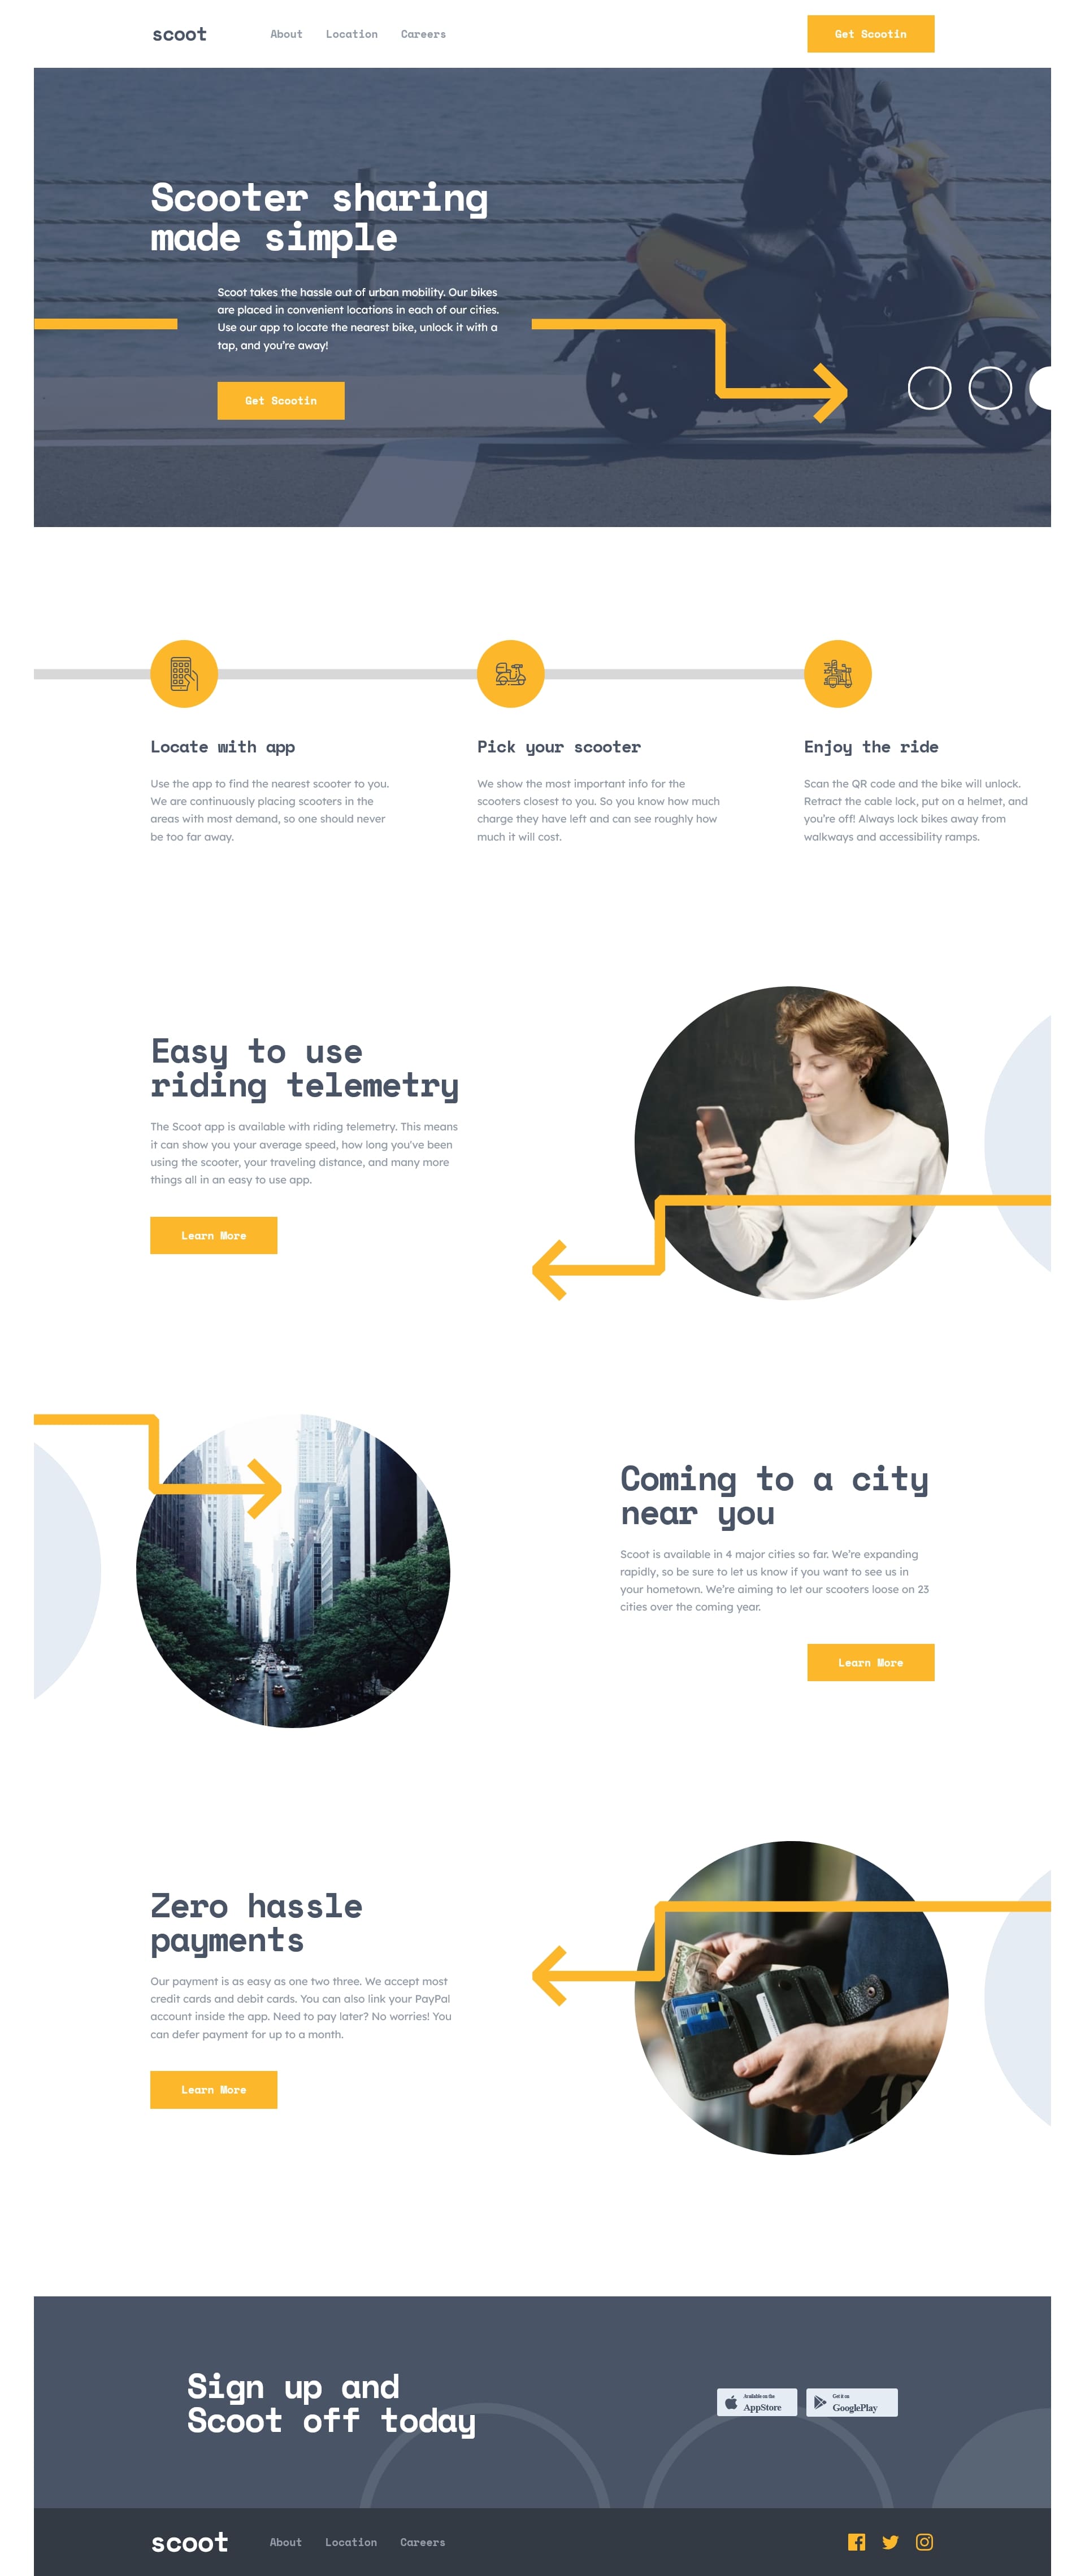 scoot
About Location Careers
Get Scootin
Scooter sharing
made simple
Scoot takes the hassle out of urban mobility. Our bikes
are placed in convenient locations in each of our cities.
Use our app to locate the nearest bike, unlock it with a
tap, and you're away!
Get Scootin
Locate with app
Use the app to find the nearest scooter to you.
We are continuously placing scooters in the
areas with most demand, so one should never
be too far away.
Pick your scooter
We show the most important info for the
scooters closest to you. So you know how much
charge they have left and can see roughly how
much it will cost.
Enjoy the ride
Scan the QR code and the bike will unlock.
Retract the cable lock, put on a helmet, and
you're off! Always lock bikes away from
walkways and accessibility ramps.
Easy to use
riding telemetry
The Scoot app is available with riding telemetry. This means
it can show you your average speed, how long you've been
using the scooter, your traveling distance, and many more
things all in an easy to use app.
Learn More
Coming to a city
near you
Scoot is available in 4 major cities so far. We're expanding
rapidly, so be sure to let us know if you want to see us in
your hometown. We're aiming to let our scooters loose on 23
cities over the coming year.
Learn More
Zero hassle
payments
Our payment is as easy as one two three. We accept most
credit cards and debit cards. You can also link your PayPal
account inside the app. Need to pay later? No worries! You
can defer payment for up to a month.
Learn More
Sign up and
Scoot off today
Available on the
AppStore
Get it on
GooglePlay
scoot
About Location Careers